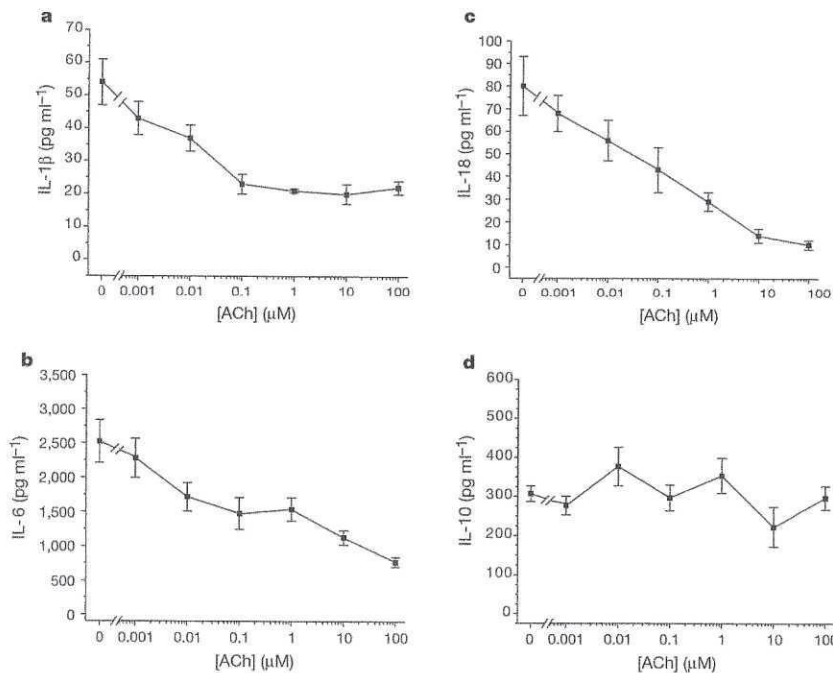 a
70
60
50
40
30
20
10
0
IL-1β (pg ml⁻¹)
0 0.001 0.01 0.1 1 10 100
[ACh] (μM)
c
100
90
80
70
60
50
40
30
20
10
0
IL-18 (pg ml⁻¹)
0 0.001 0.01 0.1 1 10 100
[ACh] (μM)
b
3,500
3,000
2,500
2,000
1,500
1,000
750
500
0
IL-6 (pg ml⁻¹)
0 0.001 0.01 0.1 1 10 100
[ACh] (μM)
d
600
500
400
300
200
100
0
IL-10 (pg ml⁻¹)
0 0.001 0.01 0.1 1 10 100
[ACh] (μM)